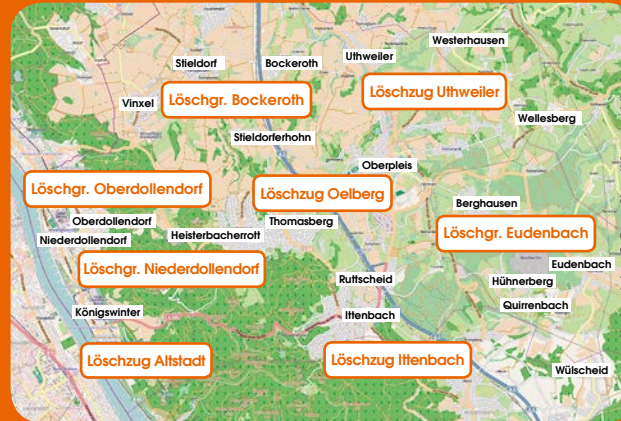 Westerhausen
Uthweiler
Stieldorf
Bockeroth
Löschzug Uthweiler
Löschgr. Bockeroth
Vinxel
Wellesberg
Stieldorferhohn
Oberpleis
Löschgr. Oberdollendorf
Löschzug Oelberg
Berghausen
Oberdollendorf
Thomasberg
Löschgr. Eudenbach
Heisterbacherrott
Niederdollendorf
Eudenbach
Löschgr. Niederdollendorf
Ruttscheid
Hühnerberg
Quirrenbach
Königswinter
Ittenbach
Löschzug Altstadt
Löschzug Ittenbach
Wülscheid